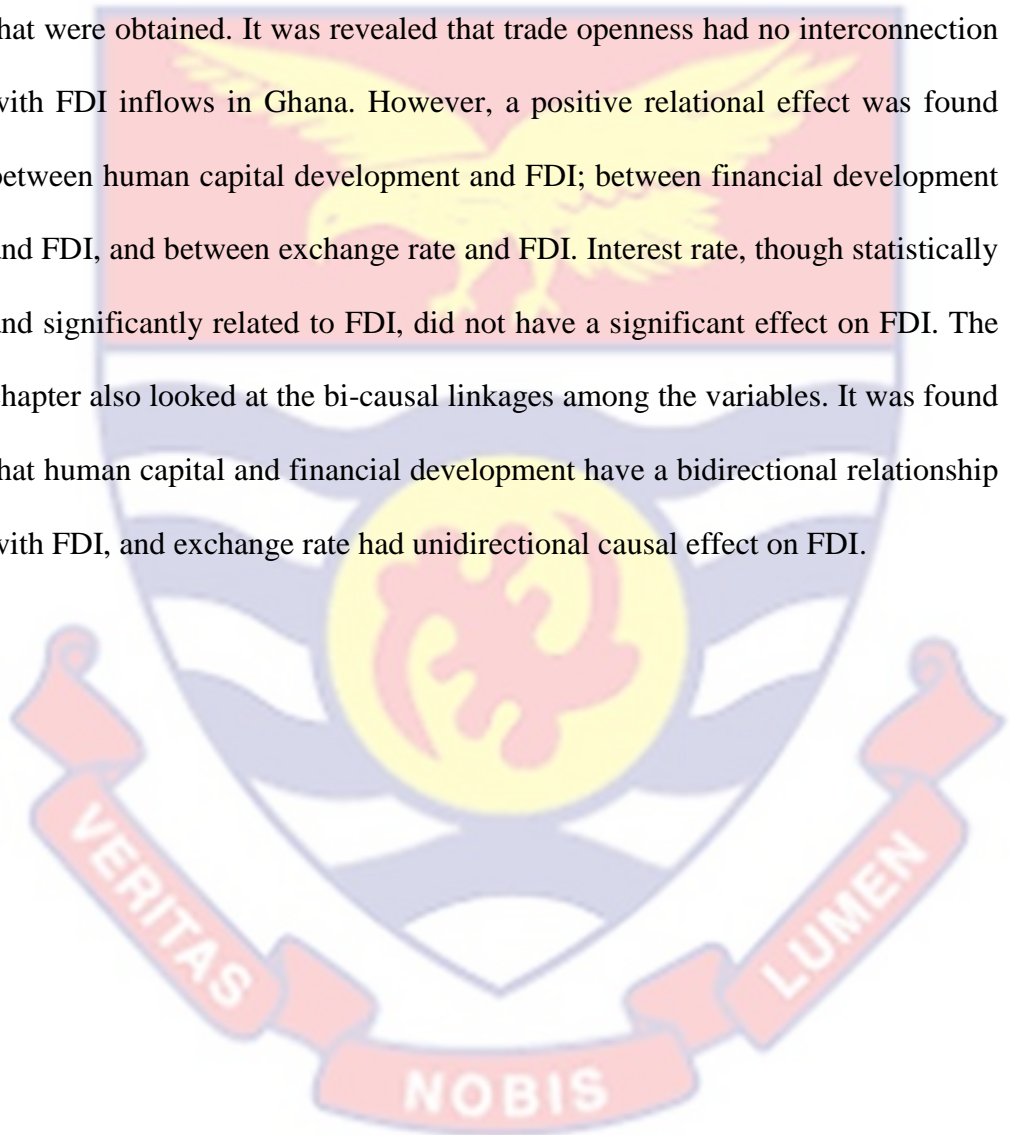 hat were obtained. It was revealed that trade openness had no interconnection
with FDI inflows in Ghana. However, a positive relational effect was found
between human capital development and FDI; between financial development
and FDI, and between exchange rate and FDI. Interest rate, though statistically
and significantly related to FDI, did not have a significant effect on FDI. The
chapter also looked at the bi-causal linkages among the variables. It was found
hat human capital and financial development have a bidirectional relationship
with FDI, and exchange rate had unidirectional causal effect on FDI.
VERITAS
NOBIS
LUMEN